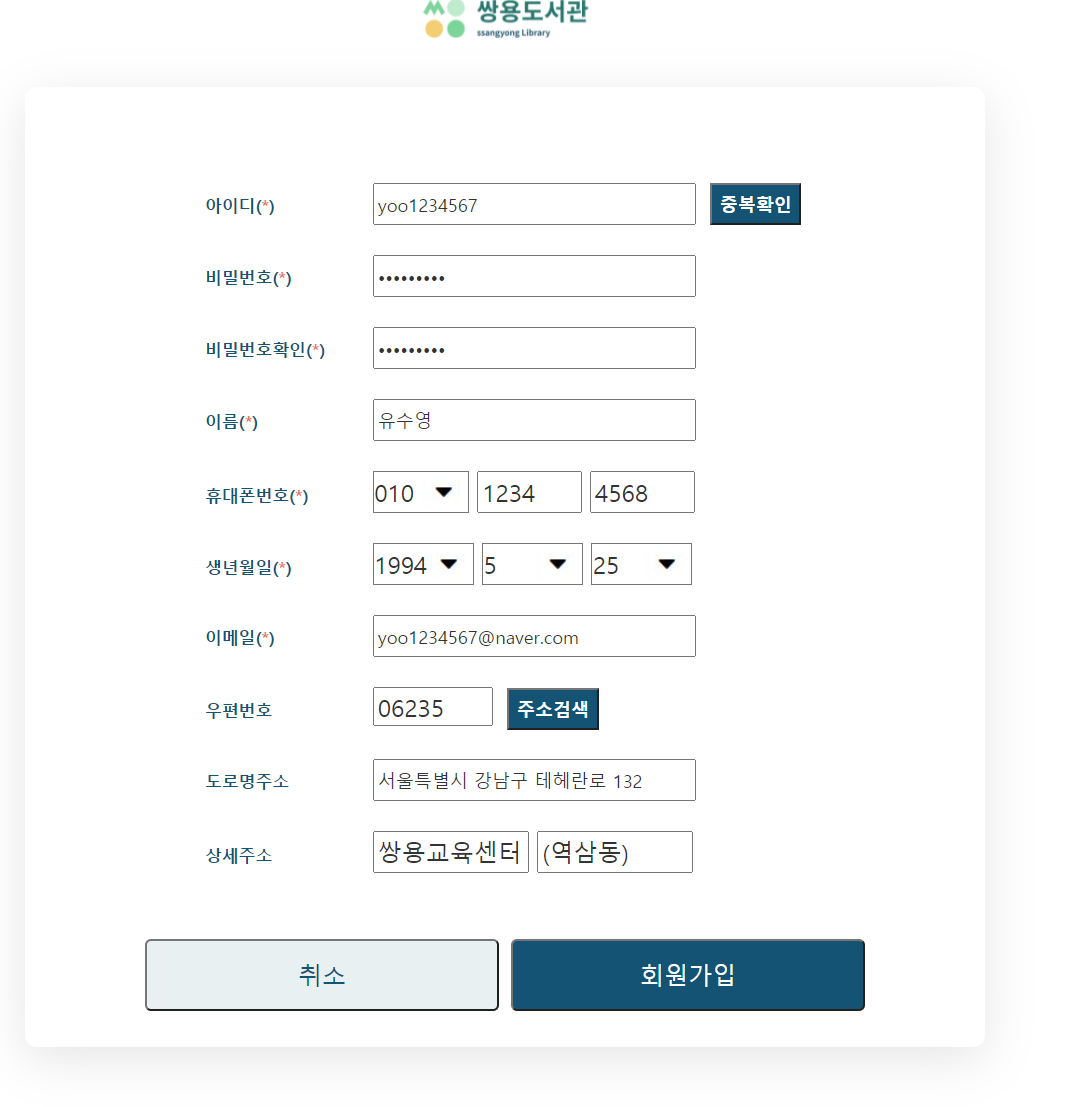 쌍용도서관
ssangyong Library
아이디(*) yoo1234567 중복확인
비밀번호(*) •••••••••
비밀번호확인(*) •••••••••
이름(*) 유수영
휴대폰번호(*) 010 1234 4568
생년월일(*) 1994 5 25
이메일(*) yoo1234567@naver.com
우편번호 06235 주소검색
도로명주소 서울특별시 강남구 테헤란로 132
상세주소 쌍용교육센터 (역삼동)
취소 회원가입